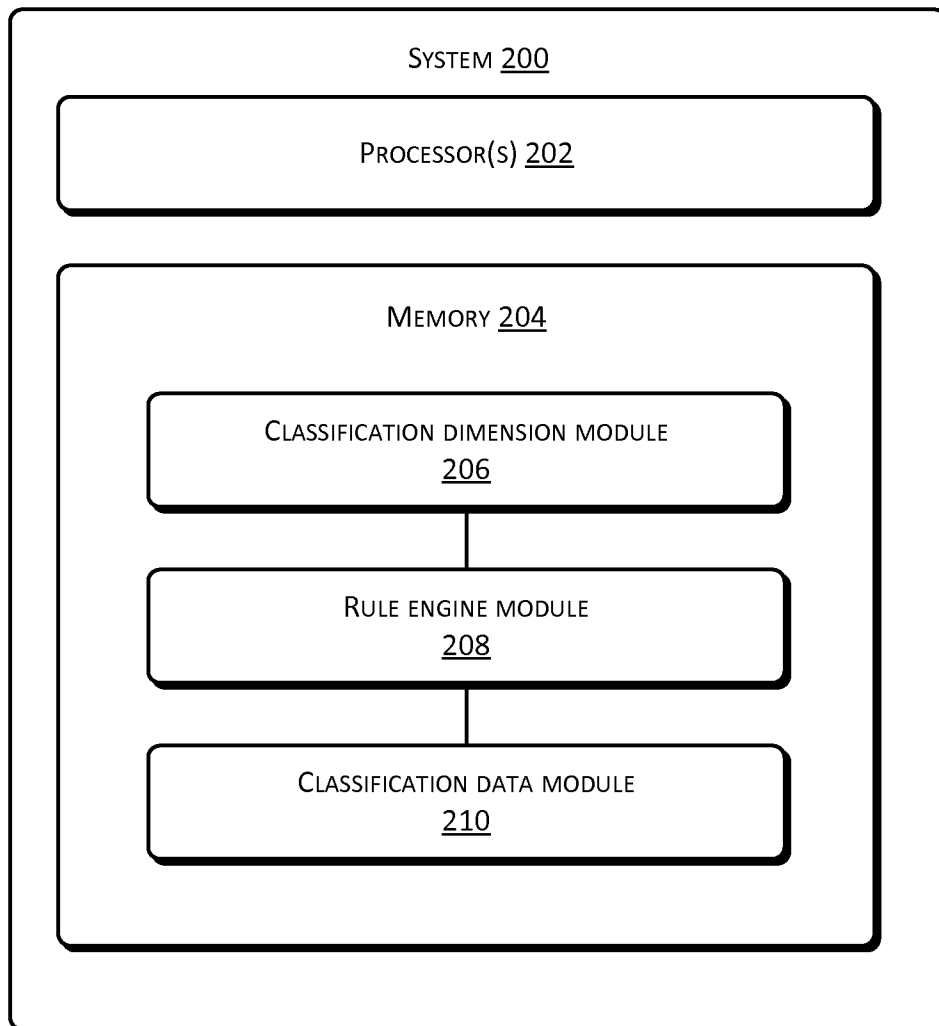 SYSTEM 200
PROCESSOR(S) 202
MEMORY 204
CLASSIFICATION DIMENSION MODULE
206
RULE ENGINE MODULE
208
CLASSIFICATION DATA MODULE
210